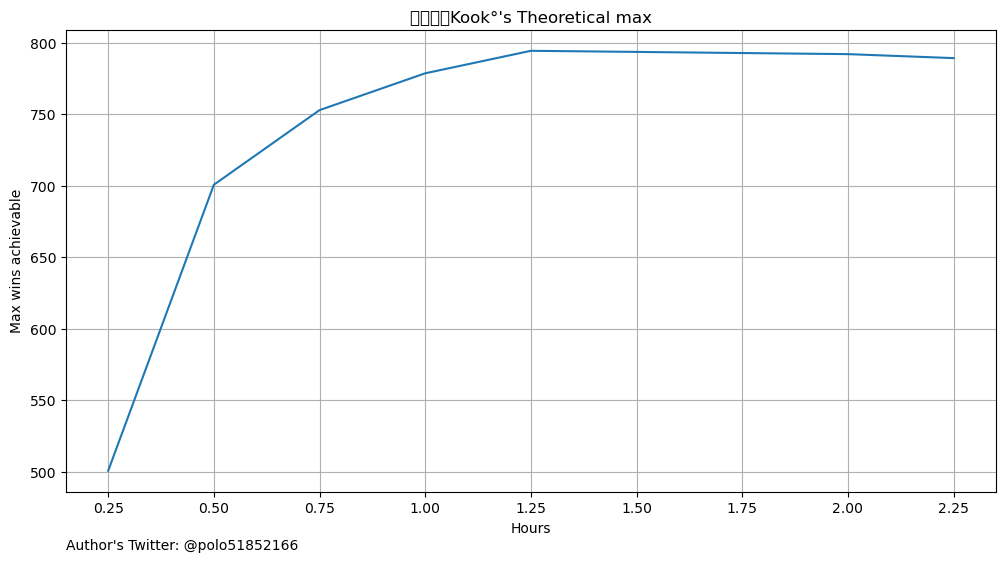 Kook°'s Theoretical max
800
750
700
650
600
550
500
Max wins achievable
0.25 0.50 0.75 1.00 1.25 1.50 1.75 2.00 2.25
Hours
Author's Twitter: @polo51852166